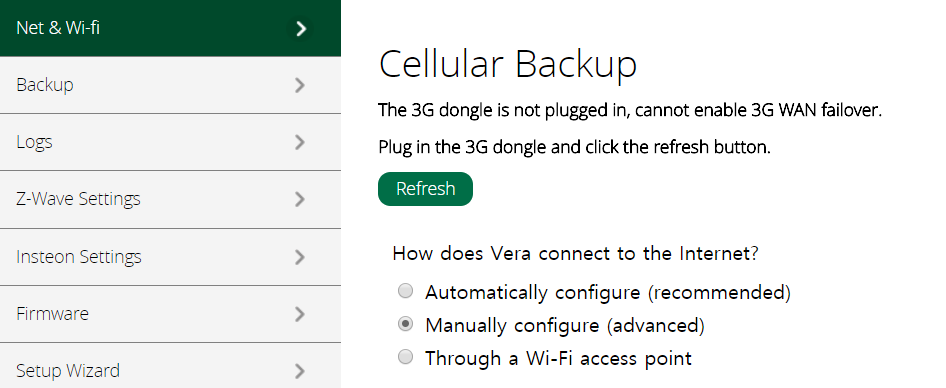 Net & Wi-fi
Backup
Logs
Z-Wave Settings
Insteon Settings
Firmware
Setup Wizard
Cellular Backup
The 3G dongle is not plugged in, cannot enable 3G WAN failover.
Plug in the 3G dongle and click the refresh button.
Refresh
How does Vera connect to the Internet?
Automatically configure (recommended)
Manually configure (advanced)
Through a Wi-Fi access point